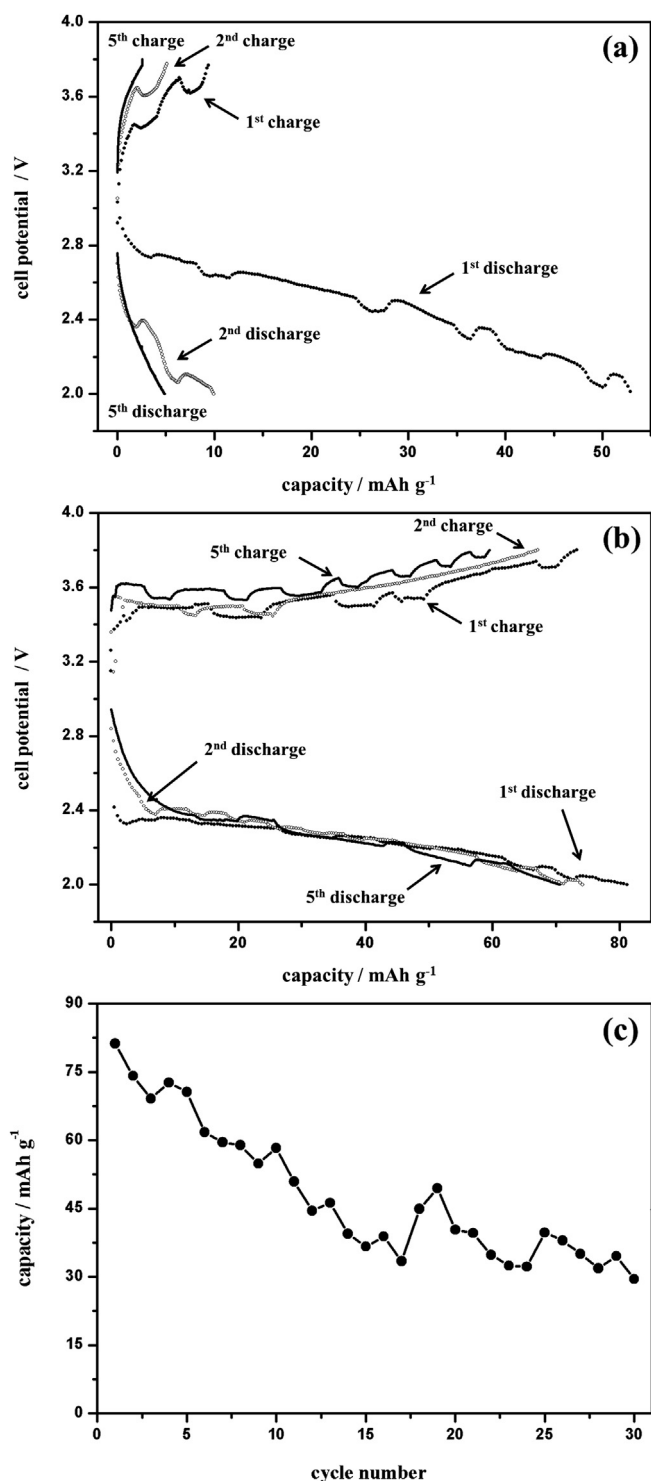 (a)
4.0
3.6
3.2
2.8
2.4
2.0
cell potential / V
5th charge
2nd charge
1st charge
1st discharge
2nd discharge
5th discharge
0
10
20
30
40
50
capacity / mAh g-1
(b)
4.0
3.6
3.2
2.8
2.4
2.0
cell potential / V
2nd charge
5th charge
1st charge
2nd discharge
1st discharge
5th discharge
0
20
40
60
80
capacity / mAh g-1
(c)
90
75
60
45
30
15
0
capacity / mAh g-1
0
5
10
15
20
25
30
cycle number